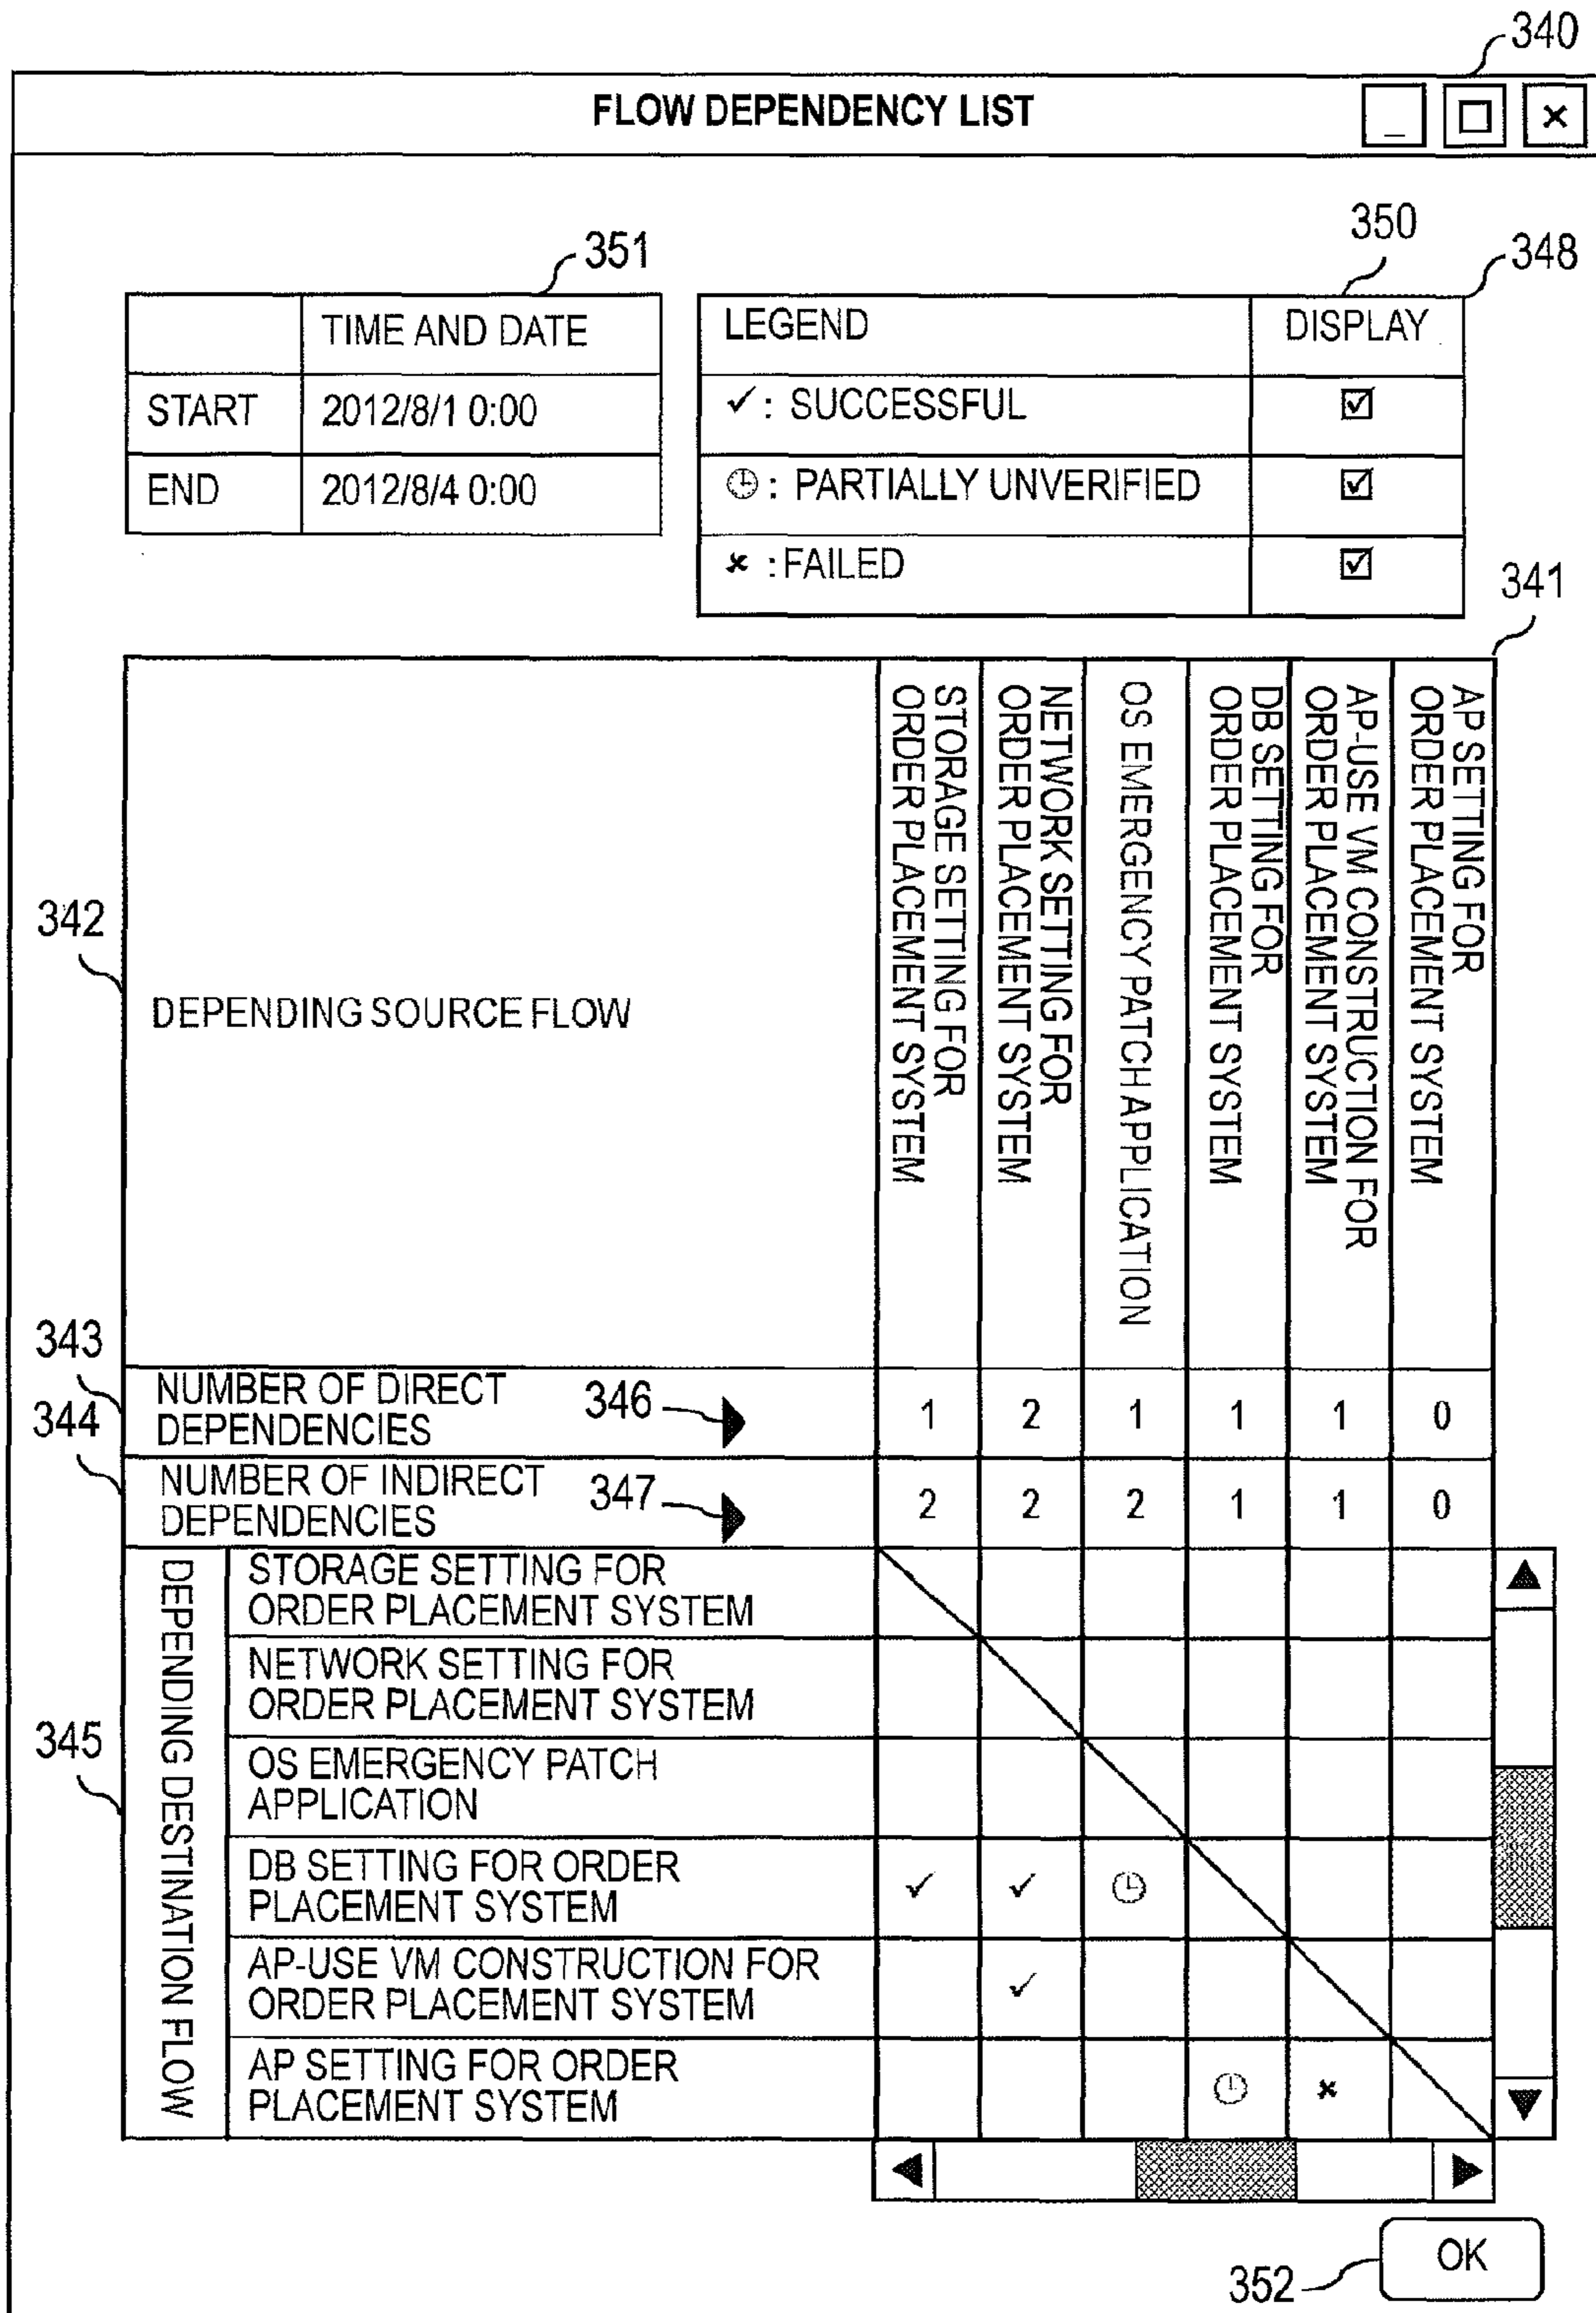 340
FLOW DEPENDENCY LIST
351
350
348
TIME AND DATE
START 2012/8/1 0:00
END 2012/8/4 0:00
LEGEND DISPLAY
✓: SUCCESSFUL ☑
🕒: PARTIALLY UNVERIFIED ☑
×: FAILED ☑
341
342
DEPENDING SOURCE FLOW
STORAGE SETTING FOR
ORDER PLACEMENT SYSTEM
NETWORK SETTING FOR
ORDER PLACEMENT SYSTEM
OS EMERGENCY PATCH APPLICATION
DB SETTING FOR
ORDER PLACEMENT SYSTEM
AP-USE VM CONSTRUCTION FOR
ORDER PLACEMENT SYSTEM
AP SETTING FOR
ORDER PLACEMENT SYSTEM
343
NUMBER OF DIRECT
DEPENDENCIES
346
1 2 1 1 1 0
344
NUMBER OF INDIRECT
DEPENDENCIES
347
2 2 2 1 1 0
345
DEPENDING DESTINATION FLOW
STORAGE SETTING FOR
ORDER PLACEMENT SYSTEM
NETWORK SETTING FOR
ORDER PLACEMENT SYSTEM
OS EMERGENCY PATCH
APPLICATION
DB SETTING FOR ORDER
PLACEMENT SYSTEM
✓ ✓ 🕒
AP-USE VM CONSTRUCTION FOR
ORDER PLACEMENT SYSTEM
✓
AP SETTING FOR ORDER
PLACEMENT SYSTEM
🕒 ×
352
OK